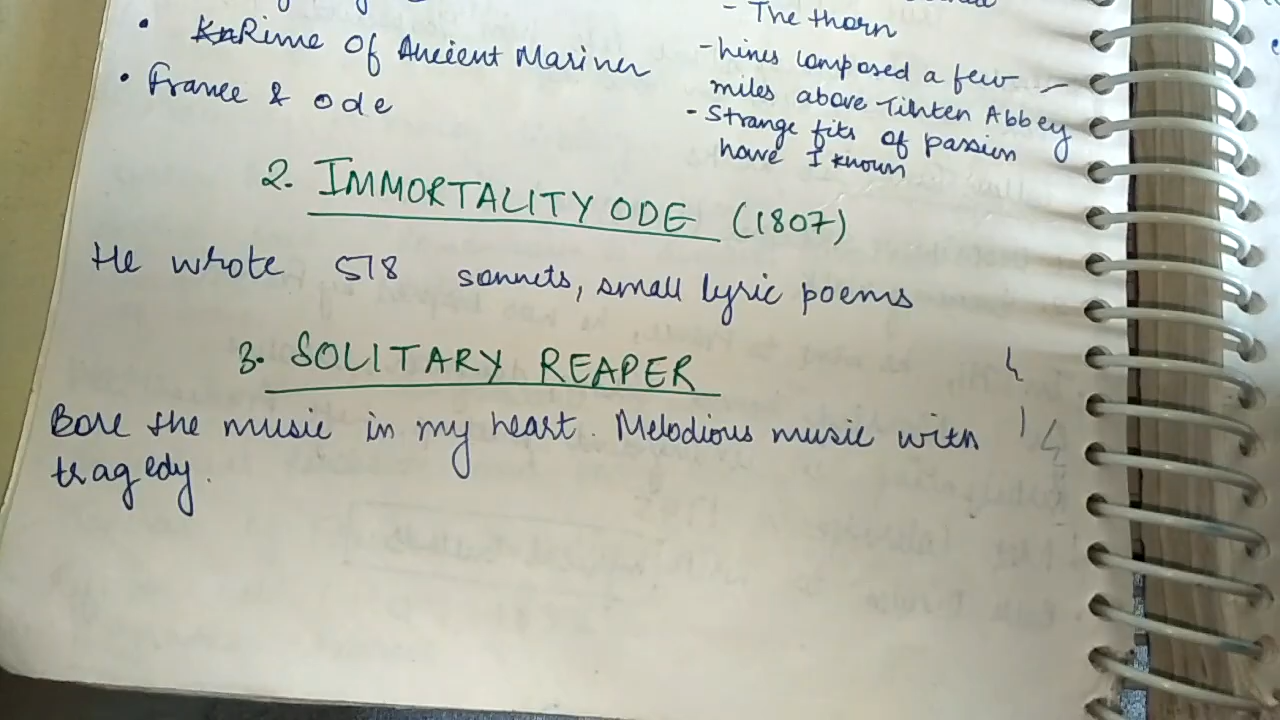 • Rime Of Ancient Mariner
• France & ode
- The thorn
- Lines composed a few
miles above Tinten Abbey
- Strange fits of passion
have I known
2. IMMORTALITY ODE (1807)
He wrote 518 sonnets, small lyric poems
3. SOLITARY REAPER
Bore the music in my heart. Melodious music with
tragedy.